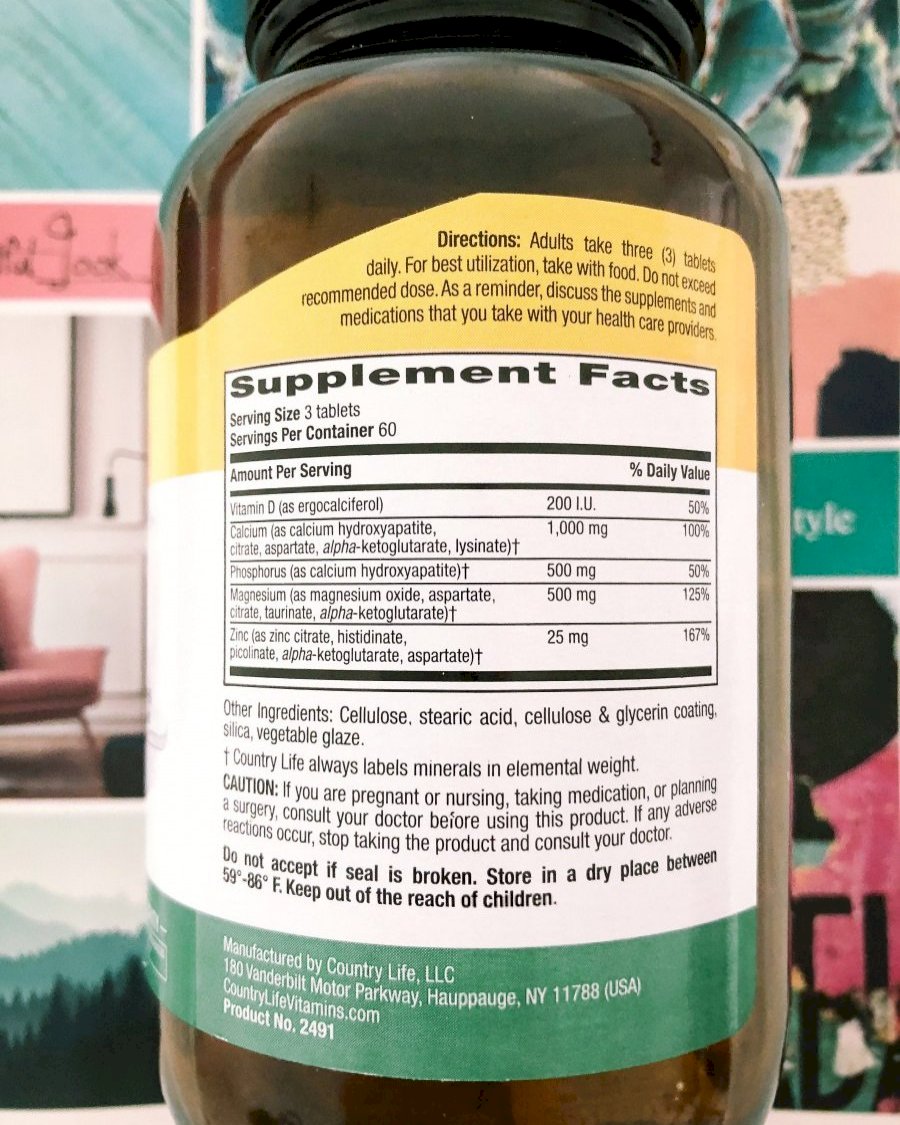 Directions: Adults take three (3) tablets
daily. For best utilization, take with food. Do not exceed
recommended dose. As a reminder, discuss the supplements and
medications that you take with your health care providers.
Supplement Facts
Serving Size 3 tablets
Servings Per Container 60
Amount Per Serving % Daily Value
Vitamin D (as ergocalciferol) 200 I.U. 50%
Calcium (as calcium hydroxyapatite, 1,000 mg 100%
citrate, aspartate, alpha-ketoglutarate, lysinate)†
Phosphorus (as calcium hydroxyapatite)† 500 mg 50%
Magnesium (as magnesium oxide, aspartate, 500 mg 125%
citrate, taurinate, alpha-ketoglutarate)†
Zinc (as zinc citrate, histidinate, 25 mg 167%
picolinate, alpha-ketoglutarate, aspartate)†
Other Ingredients: Cellulose, stearic acid, cellulose & glycerin coating,
silica, vegetable glaze.
† Country Life always labels minerals in elemental weight.
CAUTION: If you are pregnant or nursing, taking medication, or planning
a surgery, consult your doctor before using this product. If any adverse
reactions occur, stop taking the product and consult your doctor.
Do not accept if seal is broken. Store in a dry place between
59°-86° F. Keep out of the reach of children.
Manufactured by Country Life, LLC
180 Vanderbilt Motor Parkway, Hauppauge, NY 11788 (USA)
CountryLifeVitamins.com
Product No. 2491
tyle